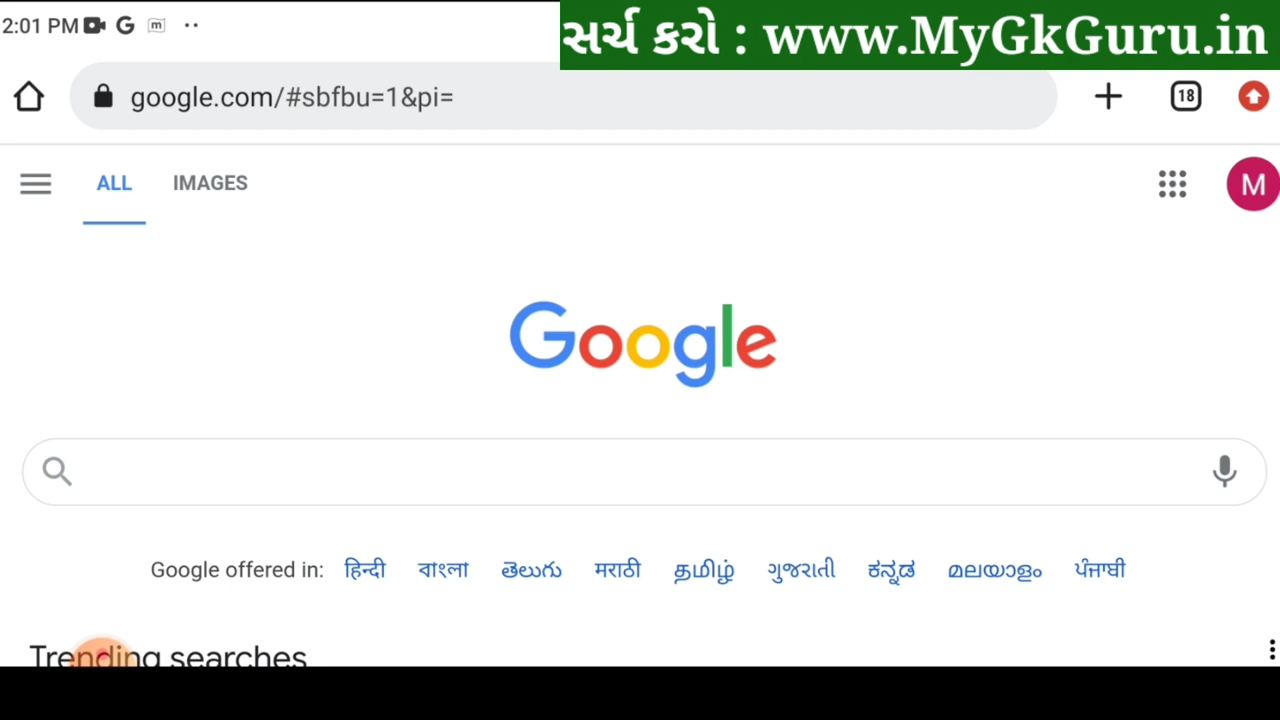 2:01 PM
સર્ચ કરો : www.MyGkGuru.in
google.com/#sbfbu=1&pi=
18
ALL IMAGES
M
Google
Google offered in: हिन्दी বাংলা తెలుగు मराठी தமிழ் ગુજરાતી ಕನ್ನಡ മലയാളം ਪੰਜਾਬੀ
Trending searches